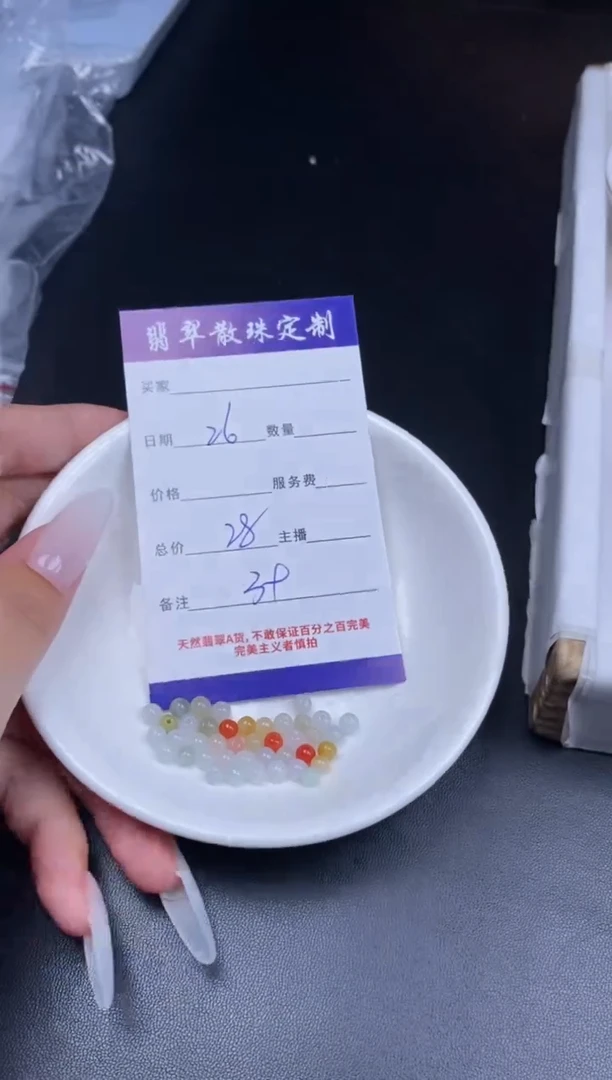 翡翠散珠定制
买家
日期 26 数量
价格 服务费
总价 28 主播
备注
天然翡翠A货,不敢保证百分之百完美
完美主义者慎拍